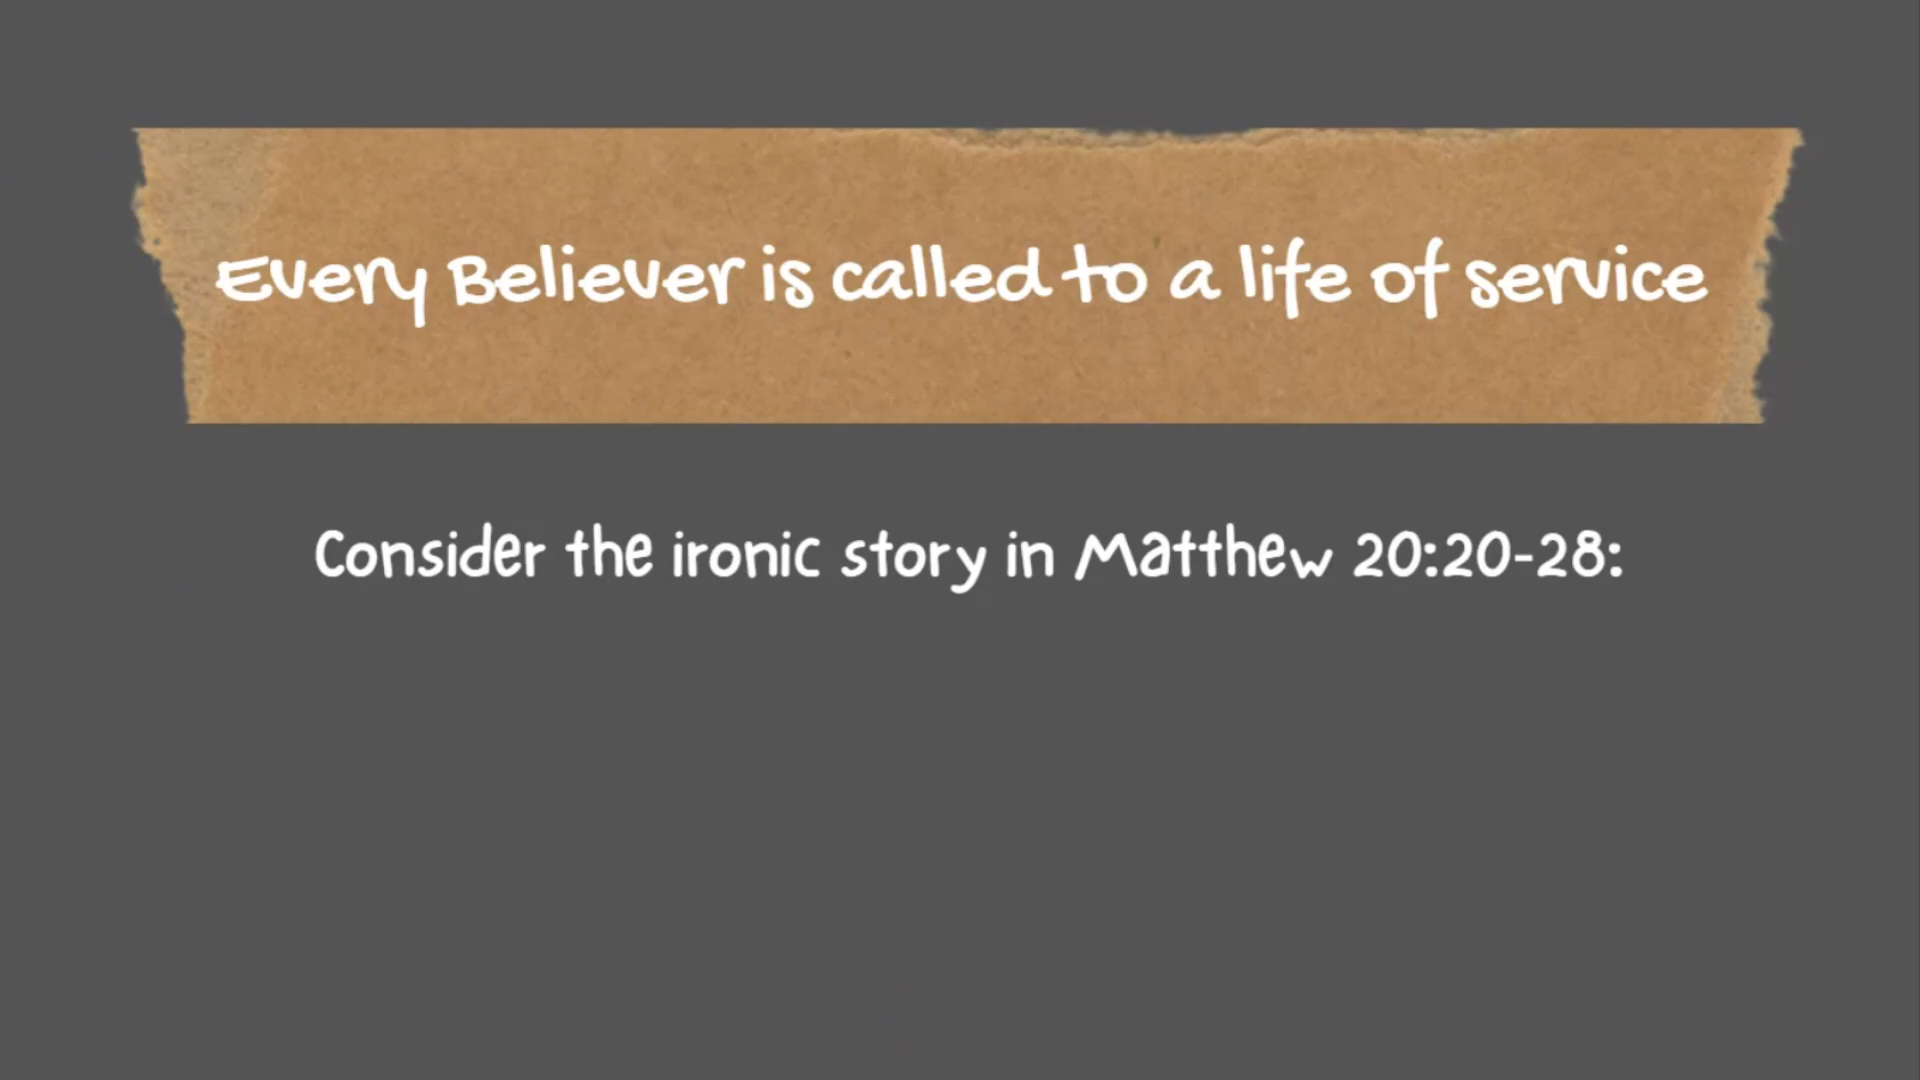 Every Believer is called to a life of service
Consider the ironic story in Matthew 20:20-28: